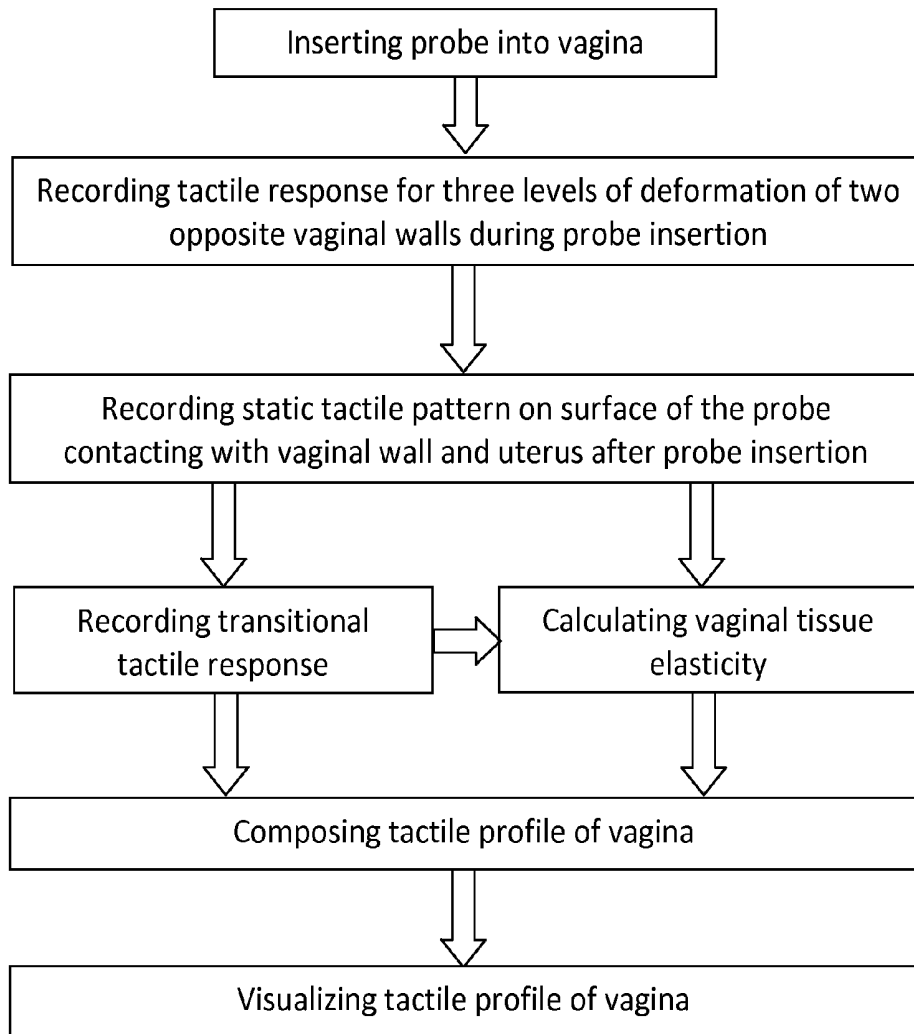 Inserting probe into vagina
Recording tactile response for three levels of deformation of two
opposite vaginal walls during probe insertion
Recording static tactile pattern on surface of the probe
contacting with vaginal wall and uterus after probe insertion
Recording transitional
tactile response
Calculating vaginal tissue
elasticity
Composing tactile profile of vagina
Visualizing tactile profile of vagina